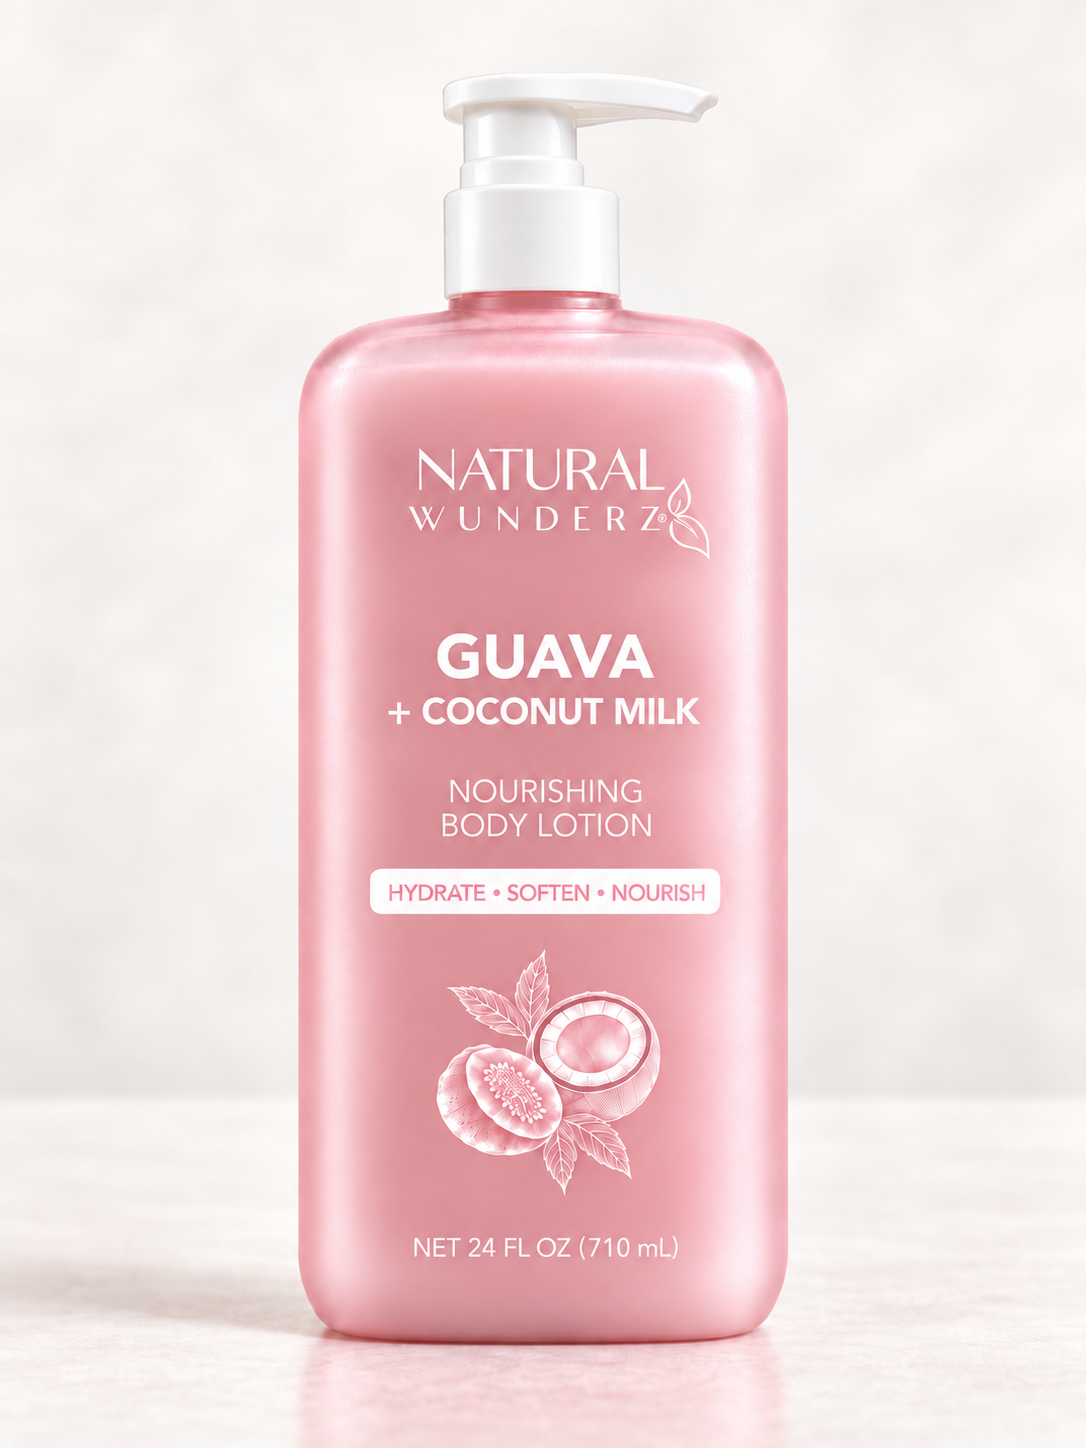 NATURAL
WUNDERZ®
GUAVA
+ COCONUT MILK
NOURISHING
BODY LOTION
HYDRATE • SOFTEN • NOURISH
NET 24 FL OZ (710 mL)